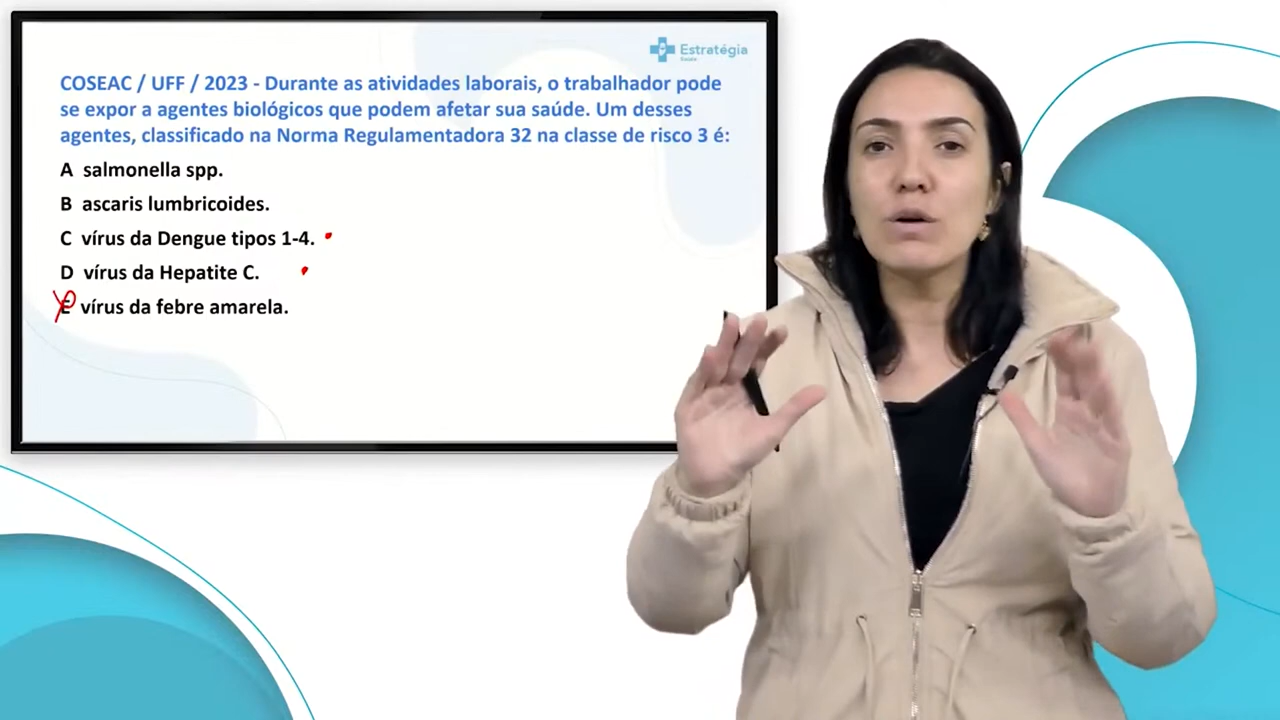 Estratégia
Saúde
COSEAC / UFF / 2023 - Durante as atividades laborais, o trabalhador pode
se expor a agentes biológicos que podem afetar sua saúde. Um desses
agentes, classificado na Norma Regulamentadora 32 na classe de risco 3 é:
A salmonella spp.
B ascaris lumbricoides.
C vírus da Dengue tipos 1-4.
D vírus da Hepatite C.
E vírus da febre amarela.